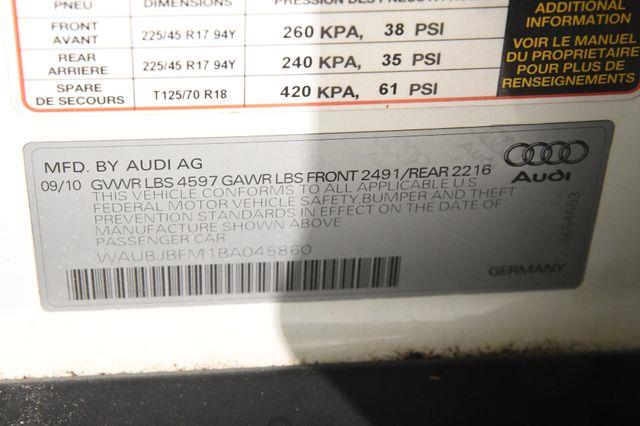 PNEU DIMENSIONS
FRONT
AVANT 225/45 R17 94Y 260 KPA, 38 PSI
REAR
ARRIERE 225/45 R17 94Y 240 KPA, 35 PSI
SPARE
DE SECOURS T125/70 R18 420 KPA, 61 PSI
ADDITIONAL
INFORMATION
VOIR LE MANUEL
DU PROPRIETAIRE
POUR PLUS DE
RENSEIGNEMENTS
MFD. BY AUDI AG
09/10 GVWR LBS 4597 GAWR LBS FRONT 2491/REAR 2216
THIS VEHICLE CONFORMS TO ALL APPLICABLE U S
FEDERAL MOTOR VEHICLE SAFETY,BUMPER AND THEFT
PREVENTION STANDARDS IN EFFECT ON THE DATE OF
MANUFACTURE SHOWN ABOVE
PASSENGER CAR
WAUBJBFM1BA045860
Audi
3654663
GERMANY